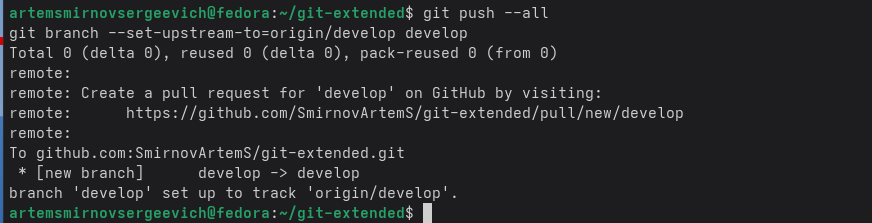 artemsmirnovsergeevich@fedora:~/git-extended$ git push --all
git branch --set-upstream-to=origin/develop develop
Total 0 (delta 0), reused 0 (delta 0), pack-reused 0 (from 0)
remote:
remote: Create a pull request for 'develop' on GitHub by visiting:
remote:      https://github.com/SmirnovArtemS/git-extended/pull/new/develop
remote:
To github.com:SmirnovArtemS/git-extended.git
 * [new branch]      develop -> develop
branch 'develop' set up to track 'origin/develop'.
artemsmirnovsergeevich@fedora:~/git-extended$